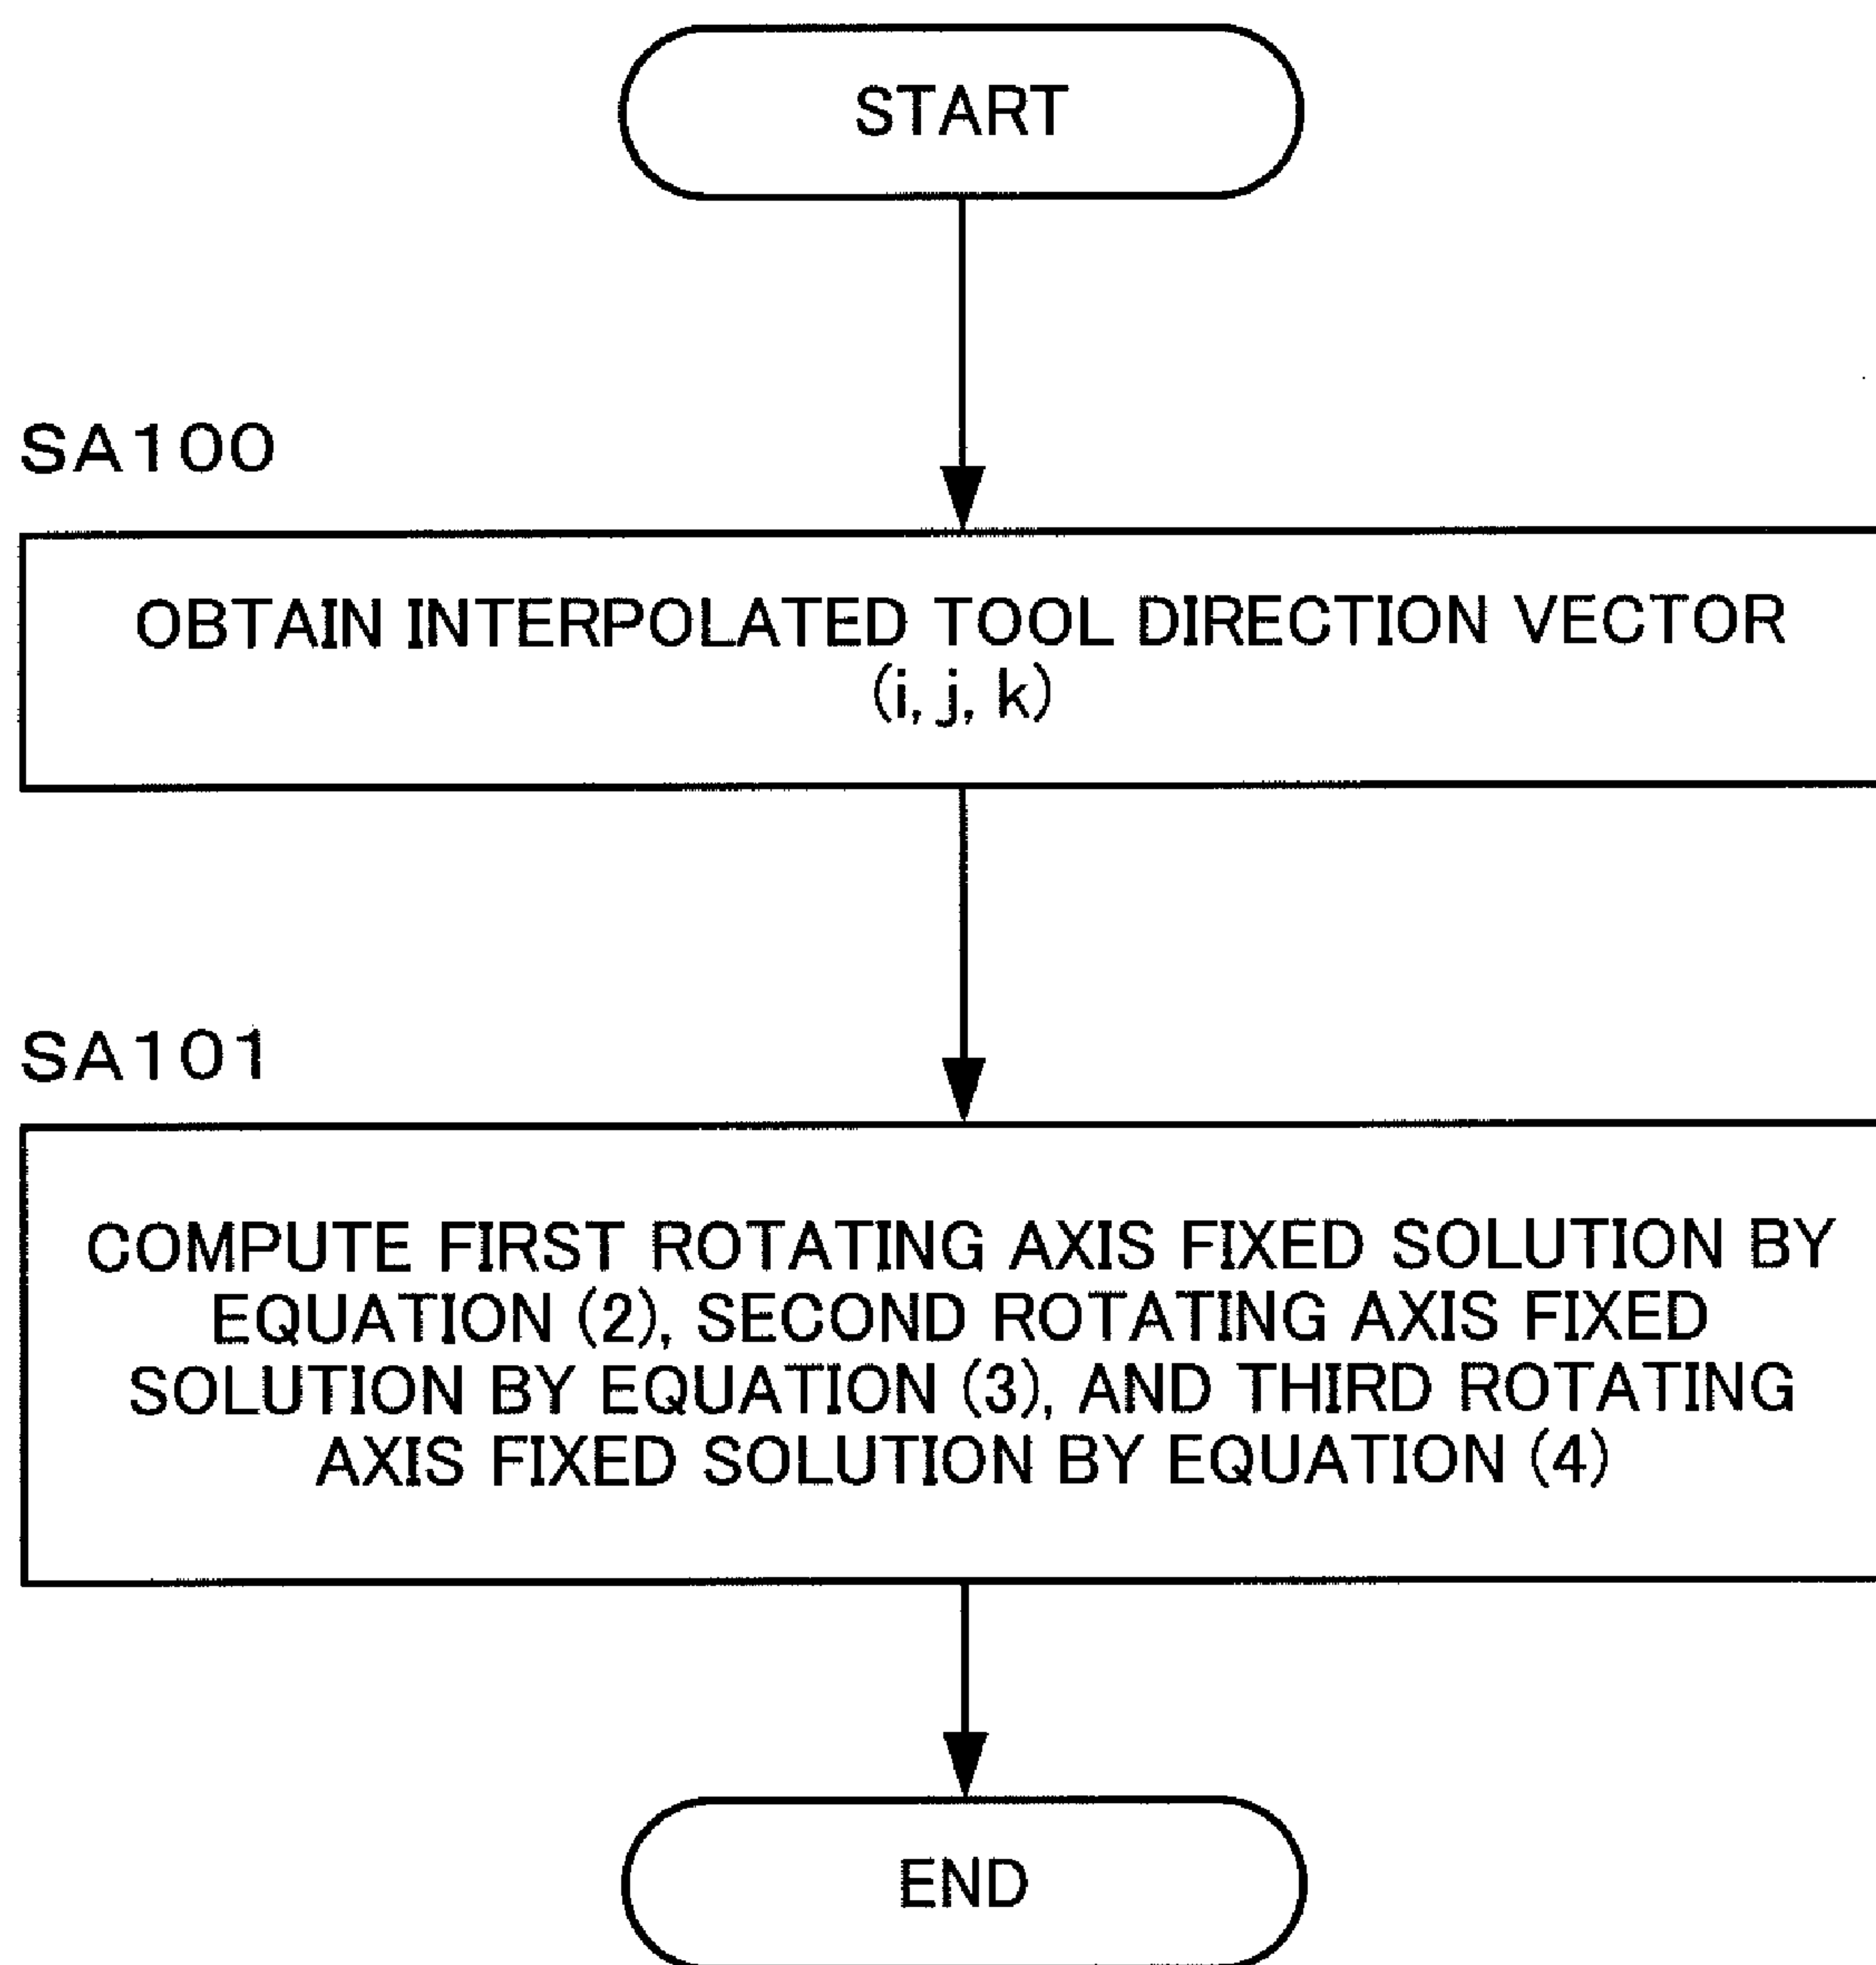 START
SA100
OBTAIN INTERPOLATED TOOL DIRECTION VECTOR
(i, j, k)
SA101
COMPUTE FIRST ROTATING AXIS FIXED SOLUTION BY
EQUATION (2), SECOND ROTATING AXIS FIXED
SOLUTION BY EQUATION (3), AND THIRD ROTATING
AXIS FIXED SOLUTION BY EQUATION (4)
END